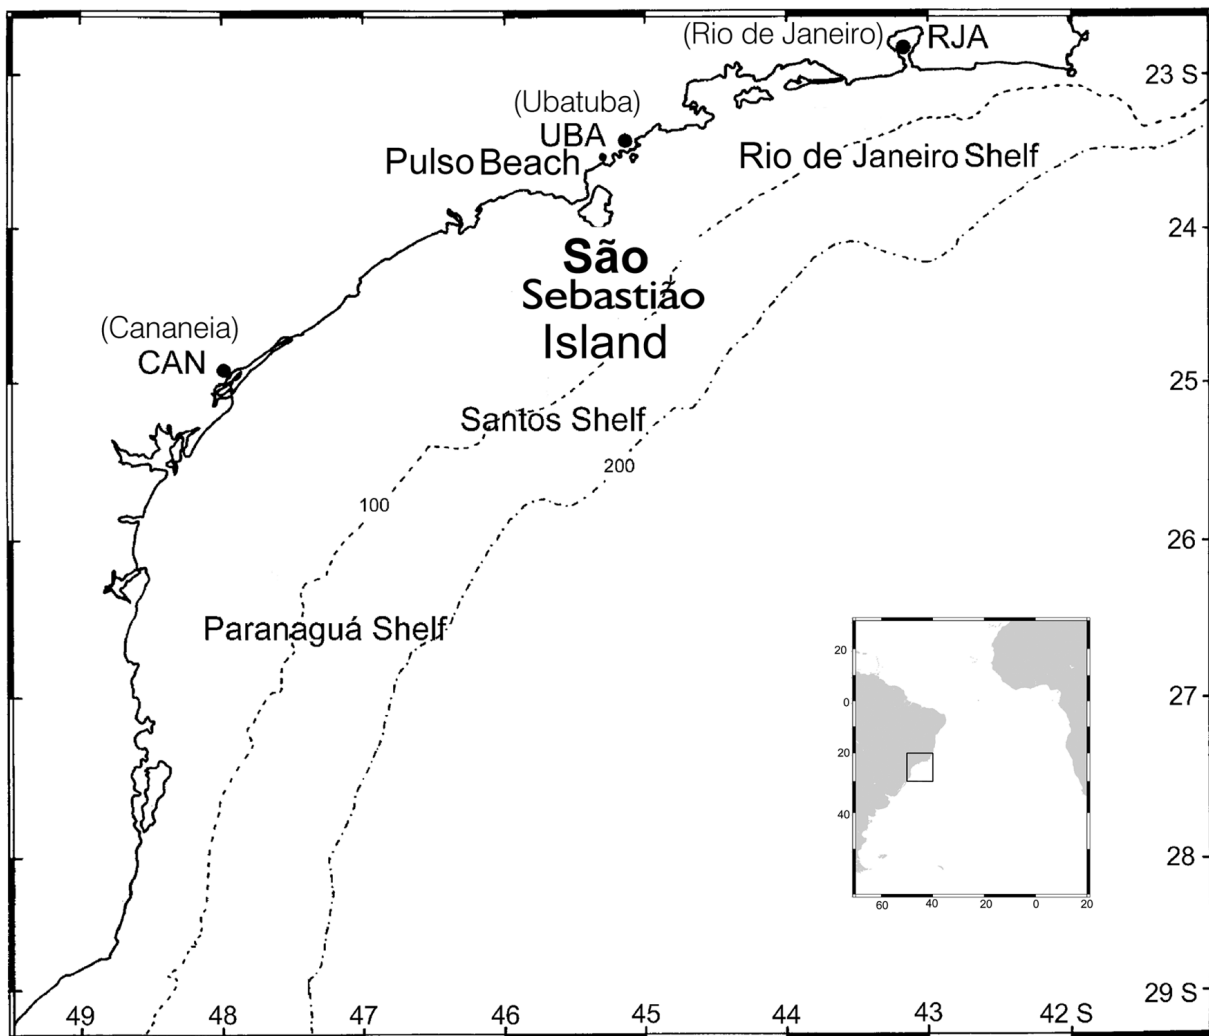 (Rio de Janeiro)
RJA
23 S
(Ubatuba)
UBA
Pulso Beach
Rio de Janeiro Shelf
24
São
Sebastião
Island
(Cananeia)
CAN
25
Santos Shelf
200
100
26
Paranaguá Shelf
27
28
29 S
49
48
47
46
45
44
43
42 S
20
0
20
40
60
40
20
0
20